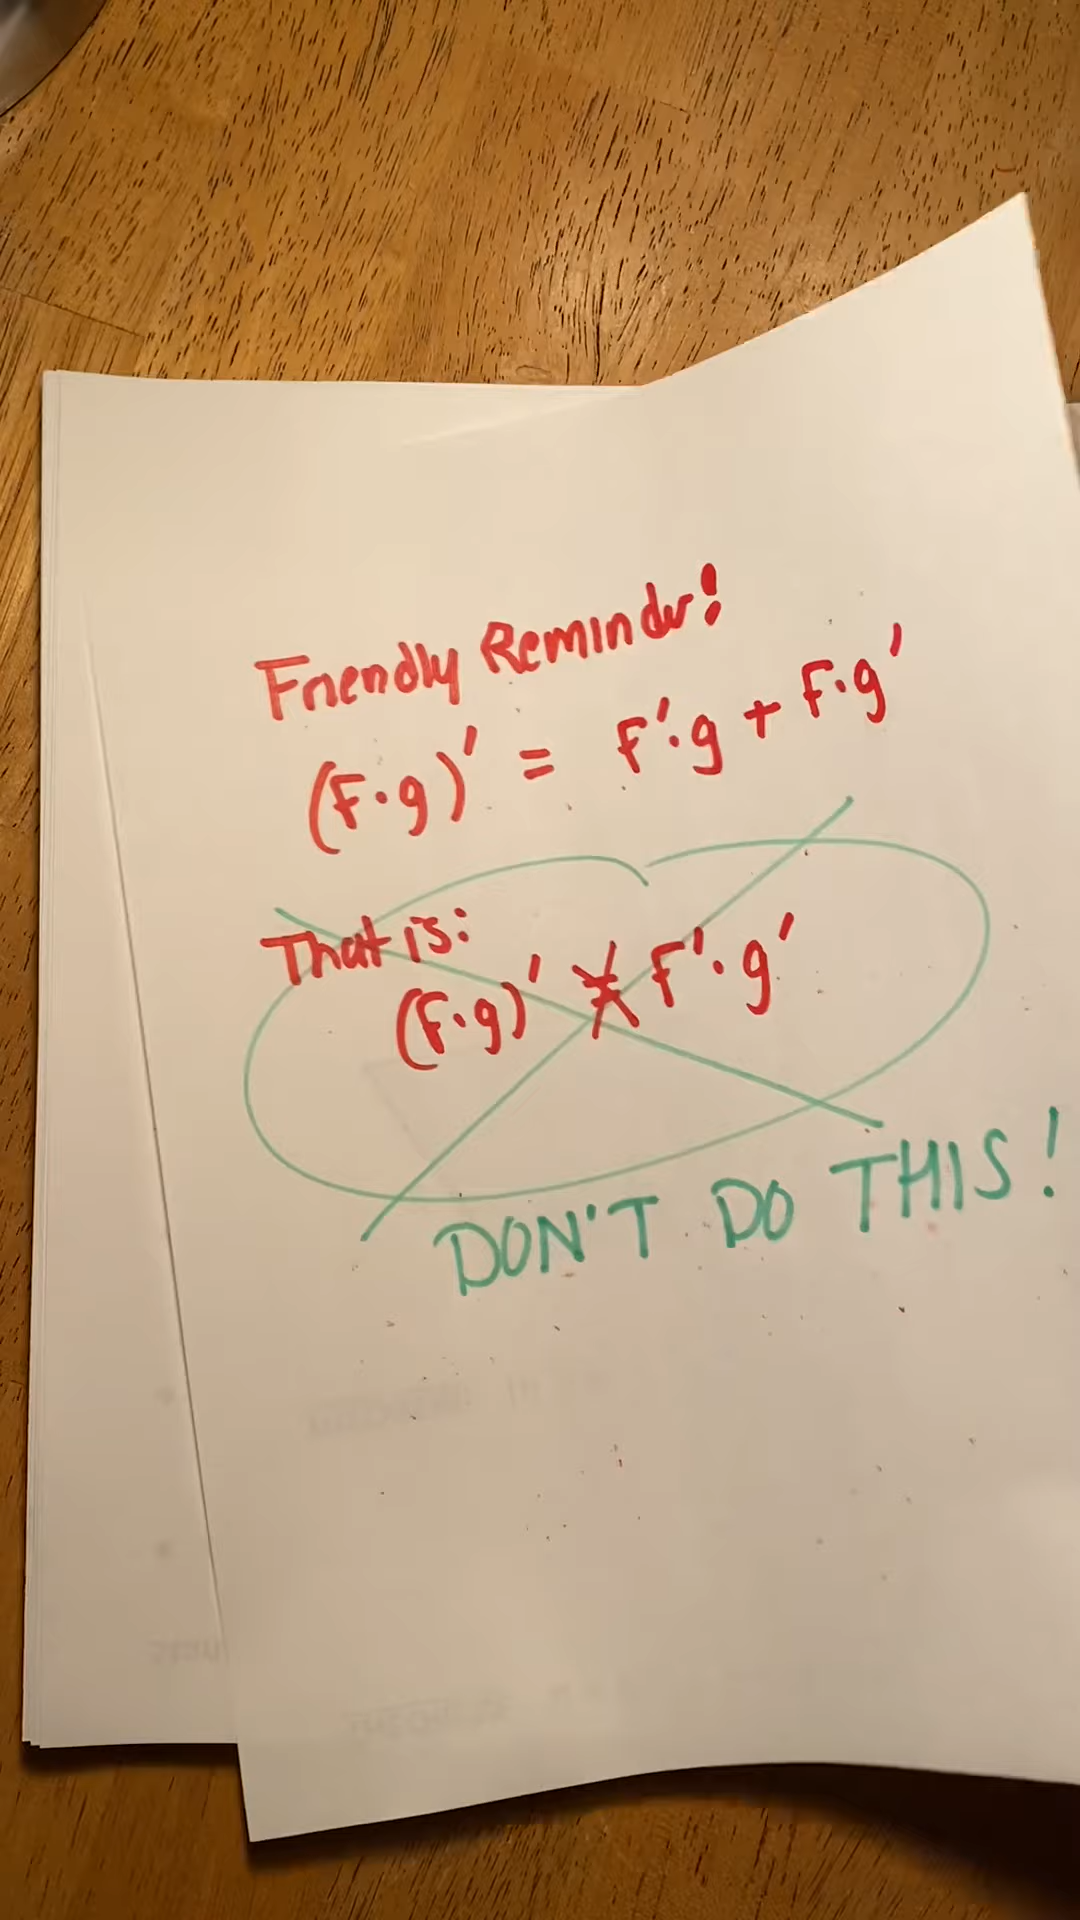 Friendly Reminder!
(F·g)' = F'·g + F·g'
That is:
(F·g)' ≠ F'·g'
DON'T DO THIS!